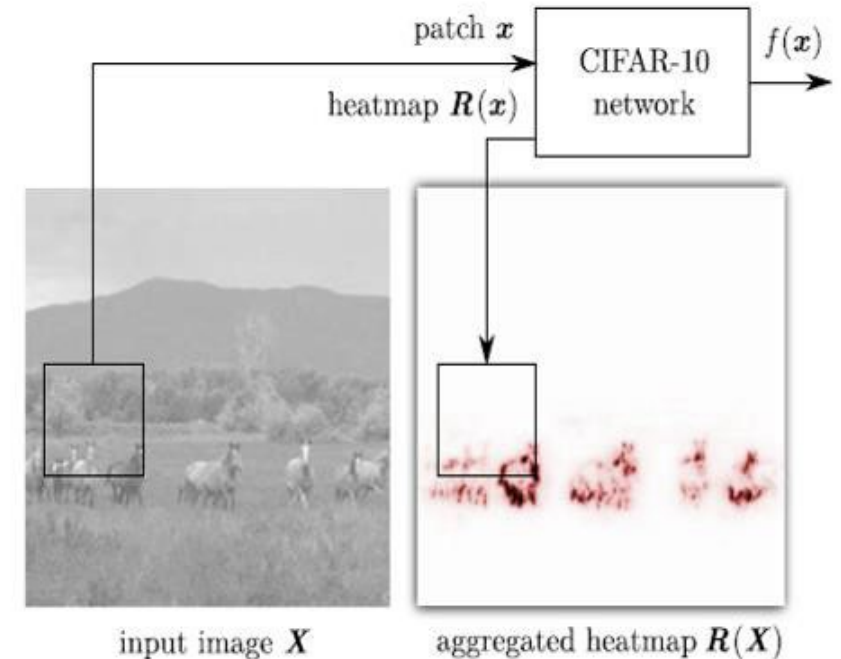 patch x
f(x)
CIFAR-10
network
heatmap R(x)
input image X
aggregated heatmap R(X)